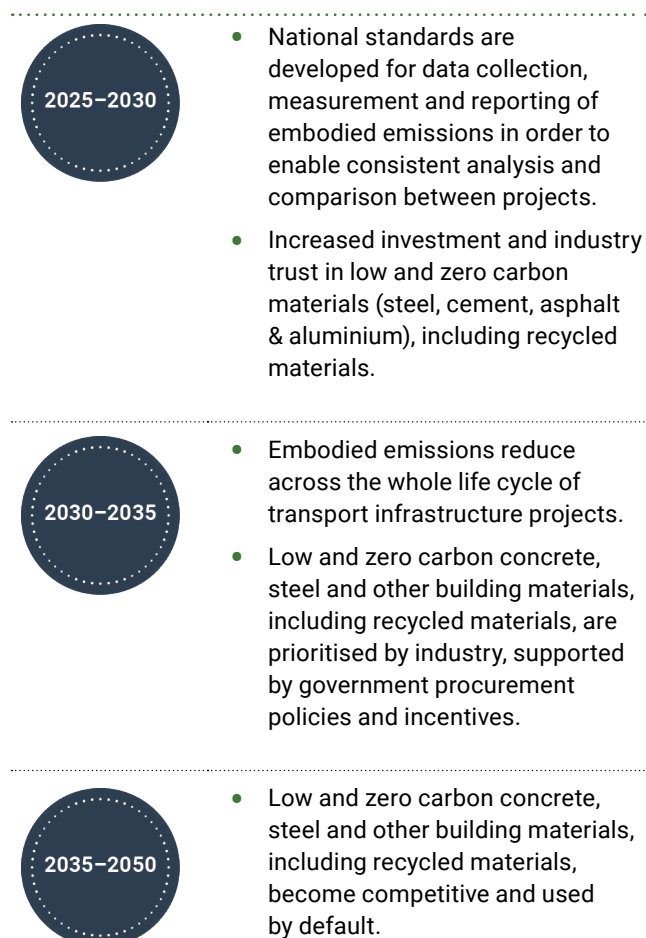 2025–2030
• National standards are
developed for data collection,
measurement and reporting of
embodied emissions in order to
enable consistent analysis and
comparison between projects.
• Increased investment and industry
trust in low and zero carbon
materials (steel, cement, asphalt
& aluminium), including recycled
materials.
2030–2035
• Embodied emissions reduce
across the whole life cycle of
transport infrastructure projects.
• Low and zero carbon concrete,
steel and other building materials,
including recycled materials, are
prioritised by industry, supported
by government procurement
policies and incentives.
2035–2050
• Low and zero carbon concrete,
steel and other building materials,
including recycled materials,
become competitive and used
by default.